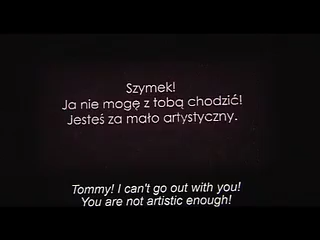 Szymek!
Ja nie mogę z tobą chodzić!
Jesteś za mało artystyczny.
Tommy! I can't go out with you!
You are not artistic enough!